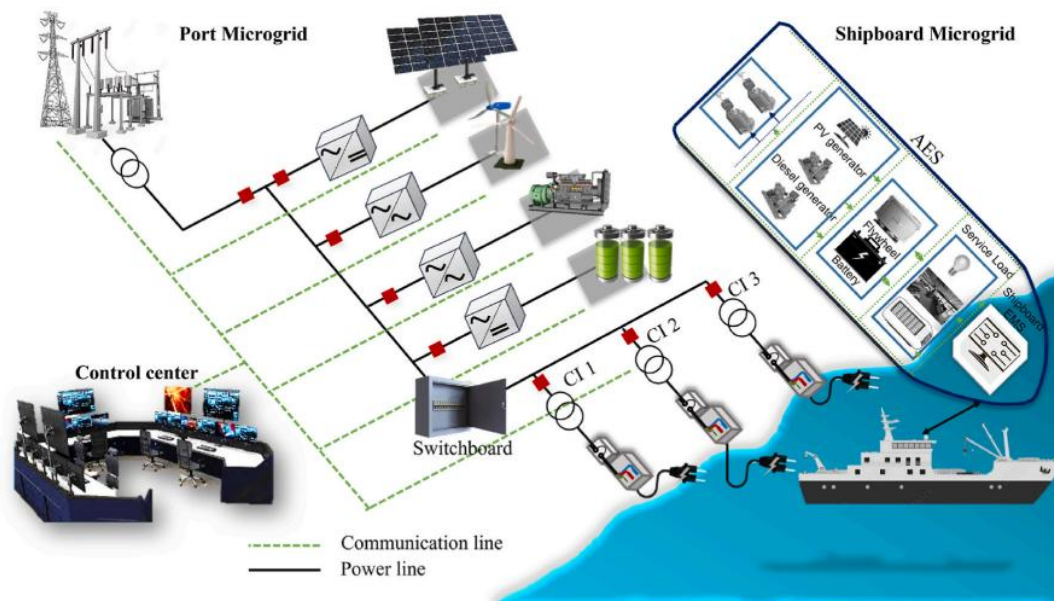 Port Microgrid
Shipboard Microgrid
AES
PV generator
Diesel generator
Flywheel
Battery
Service Load
Shipboard
EMS
CI 3
CI 2
CI 1
Control center
Switchboard
Communication line
Power line